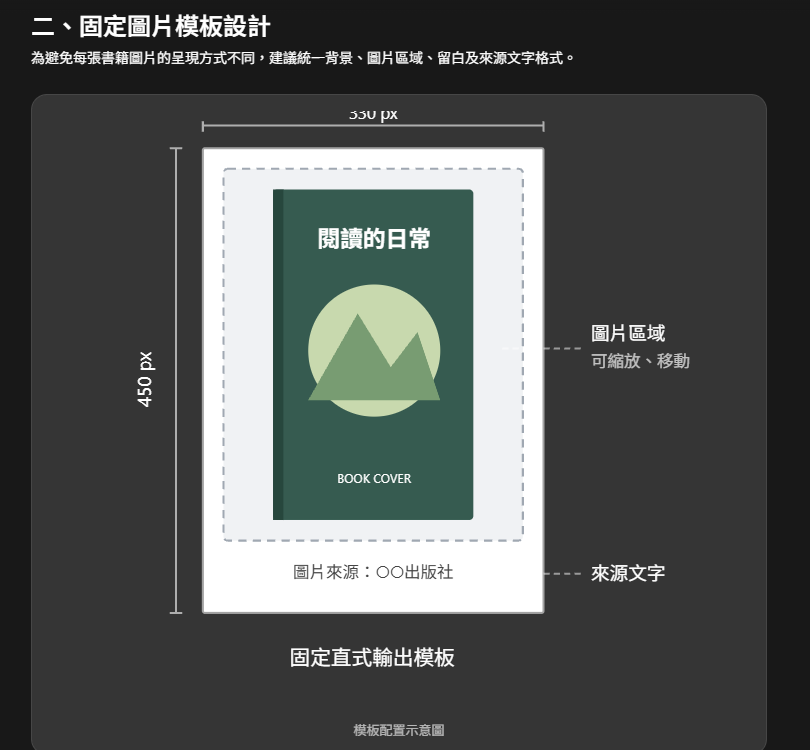 二、固定圖片模板設計
為避免每張書籍圖片的呈現方式不同，建議統一背景、圖片區域、留白及來源文字格式。
330 px
450 px
閱讀的日常
BOOK COVER
圖片區域
可縮放、移動
圖片來源：○○出版社
來源文字
固定直式輸出模板
模板配置示意圖